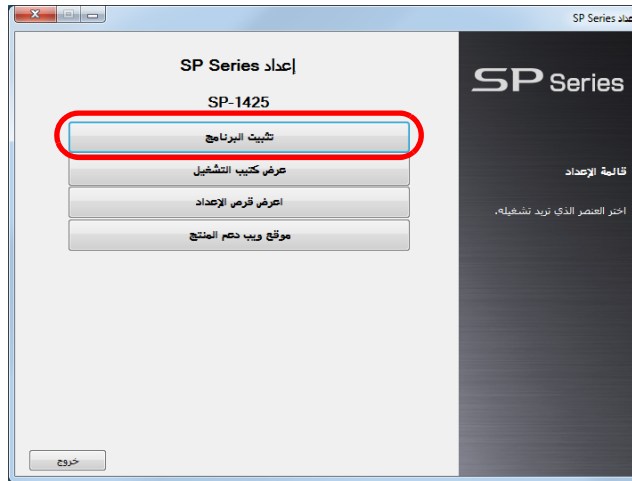 إعداد SP Series
SP Series
قائمة الإعداد
اختر العنصر الذي تريد تشغيله.
إعداد SP Series
SP-1425
تثبيت البرنامج
عرض كتيب التشغيل
اعرض قرص الإعداد
موقع ويب دعم المنتج
خروج